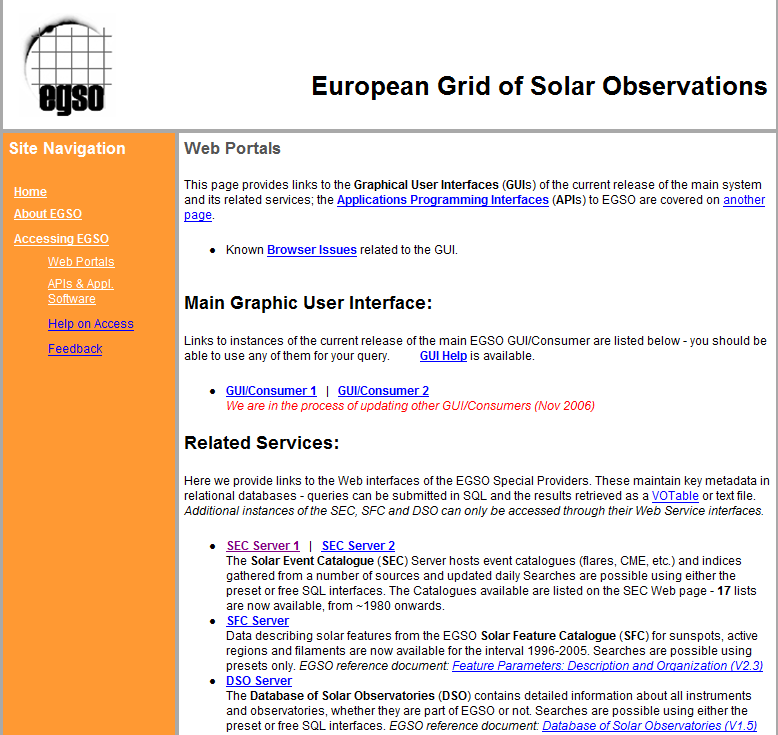 egso
European Grid of Solar Observations
Site Navigation
Home
About EGSO
Accessing EGSO
Web Portals
APIs & Appl.
Software
Help on Access
Feedback
Web Portals
This page provides links to the Graphical User Interfaces (GUIs) of the current release of the main system
and its related services; the Applications Programming Interfaces (APIs) to EGSO are covered on another
page.
• Known Browser Issues related to the GUI.
Main Graphic User Interface:
Links to instances of the current release of the main EGSO GUI/Consumer are listed below - you should be
able to use any of them for your query. GUI Help is available.
• GUI/Consumer 1 | GUI/Consumer 2
We are in the process of updating other GUI/Consumers (Nov 2006)
Related Services:
Here we provide links to the Web interfaces of the EGSO Special Providers. These maintain key metadata in
relational databases - queries can be submitted in SQL and the results retrieved as a VOTable or text file.
Additional instances of the SEC, SFC and DSO can only be accessed through their Web Service interfaces.
• SEC Server 1 | SEC Server 2
The Solar Event Catalogue (SEC) Server hosts event catalogues (flares, CME, etc.) and indices
gathered from a number of sources and updated daily Searches are possible using either the
preset or free SQL interfaces. The Catalogues available are listed on the SEC Web page - 17 lists
are now available, from ~1980 onwards.
• SFC Server
Data describing solar features from the EGSO Solar Feature Catalogue (SFC) for sunspots, active
regions and filaments are now available for the interval 1996-2005. Searches are possible using
presets only. EGSO reference document: Feature Parameters: Description and Organization (V2.3)
• DSO Server
The Database of Solar Observatories (DSO) contains detailed information about all instruments
and observatories, whether they are part of EGSO or not. Searches are possible using either the
preset or free SQL interfaces. EGSO reference document: Database of Solar Observatories (V1.5)